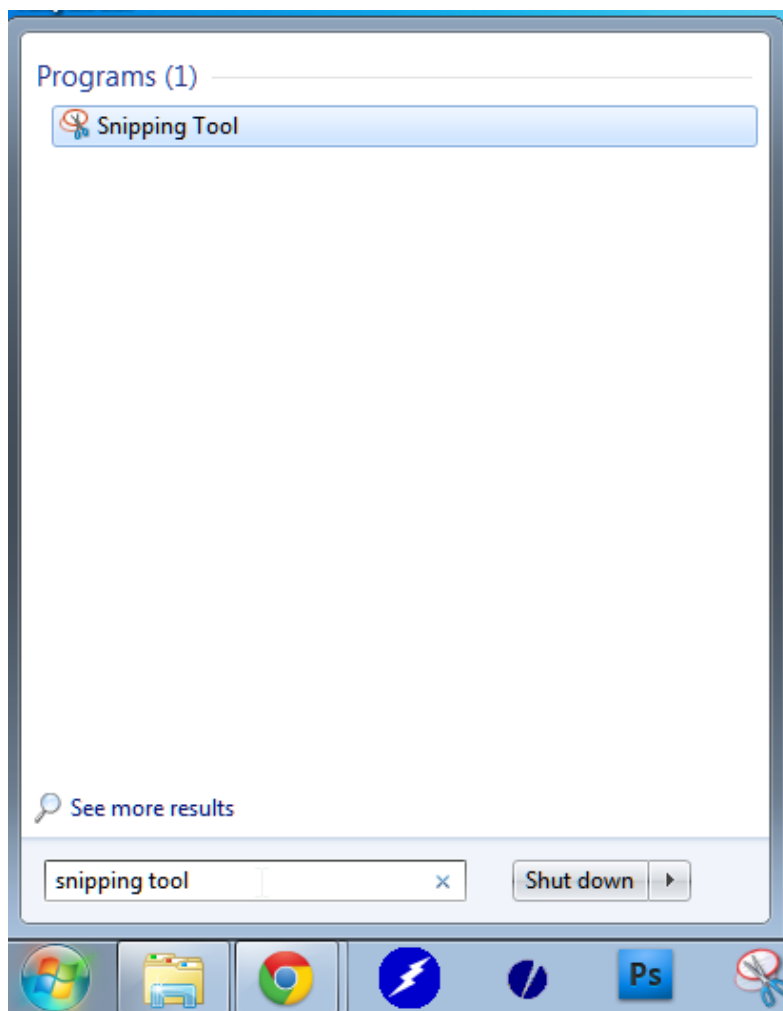 Programs (1)
Snipping Tool
See more results
snipping tool
Shut down
Ps